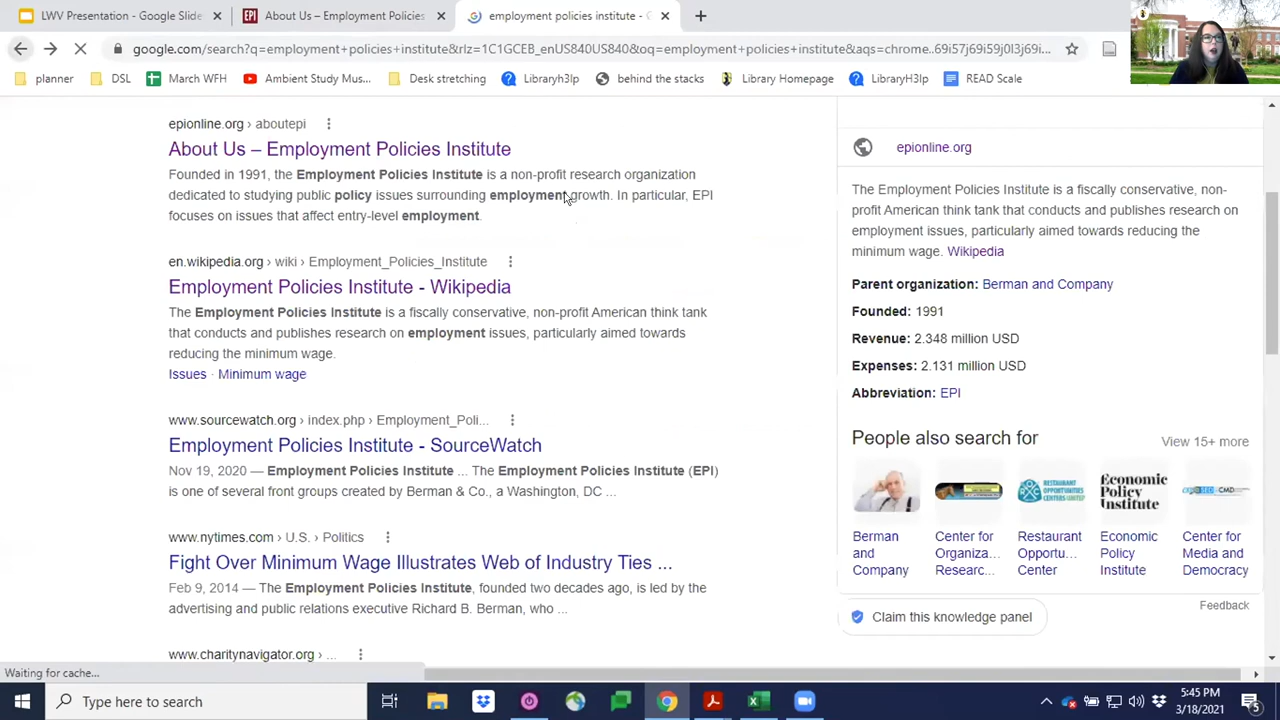 LWV Presentation - Google Slide
About Us – Employment Policies
employment policies institute - G
google.com/search?q=employment+policies+institute&rlz=1C1GCEB_enUS840US840&oq=employment+policies+institute&aqs=chrome..69i57j69i59j0l3j69i...
planner
DSL
March WFH
Ambient Study Mus...
Desk stretching
LibraryH3lp
behind the stacks
Library Homepage
LibraryH3lp
READ Scale
epionline.org › aboutepi
About Us – Employment Policies Institute
Founded in 1991, the Employment Policies Institute is a non-profit research organization
dedicated to studying public policy issues surrounding employment growth. In particular, EPI
focuses on issues that affect entry-level employment.
en.wikipedia.org › wiki › Employment_Policies_Institute
Employment Policies Institute - Wikipedia
The Employment Policies Institute is a fiscally conservative, non-profit American think tank
that conducts and publishes research on employment issues, particularly aimed towards
reducing the minimum wage.
Issues · Minimum wage
www.sourcewatch.org › index.php › Employment_Poli...
Employment Policies Institute - SourceWatch
Nov 19, 2020 — Employment Policies Institute ... The Employment Policies Institute (EPI)
is one of several front groups created by Berman & Co., a Washington, DC ...
www.nytimes.com › U.S. › Politics
Fight Over Minimum Wage Illustrates Web of Industry Ties ...
Feb 9, 2014 — The Employment Policies Institute, founded two decades ago, is led by the
advertising and public relations executive Richard B. Berman, who ...
www.charitynavigator.org › ...
epionline.org
The Employment Policies Institute is a fiscally conservative, non-
profit American think tank that conducts and publishes research on
employment issues, particularly aimed towards reducing the
minimum wage. Wikipedia
Parent organization: Berman and Company
Founded: 1991
Revenue: 2.348 million USD
Expenses: 2.131 million USD
Abbreviation: EPI
People also search for
View 15+ more
RESTAURANT OPPORTUNITIES CENTERS UNITED
Economic
Policy
Institute
Berman and Company
Center for Organiza... Researc...
Restaurant Opportu... Center
Economic Policy Institute
Center for Media and Democracy
Feedback
Claim this knowledge panel
Waiting for cache...
Type here to search
5:45 PM
3/18/2021
5